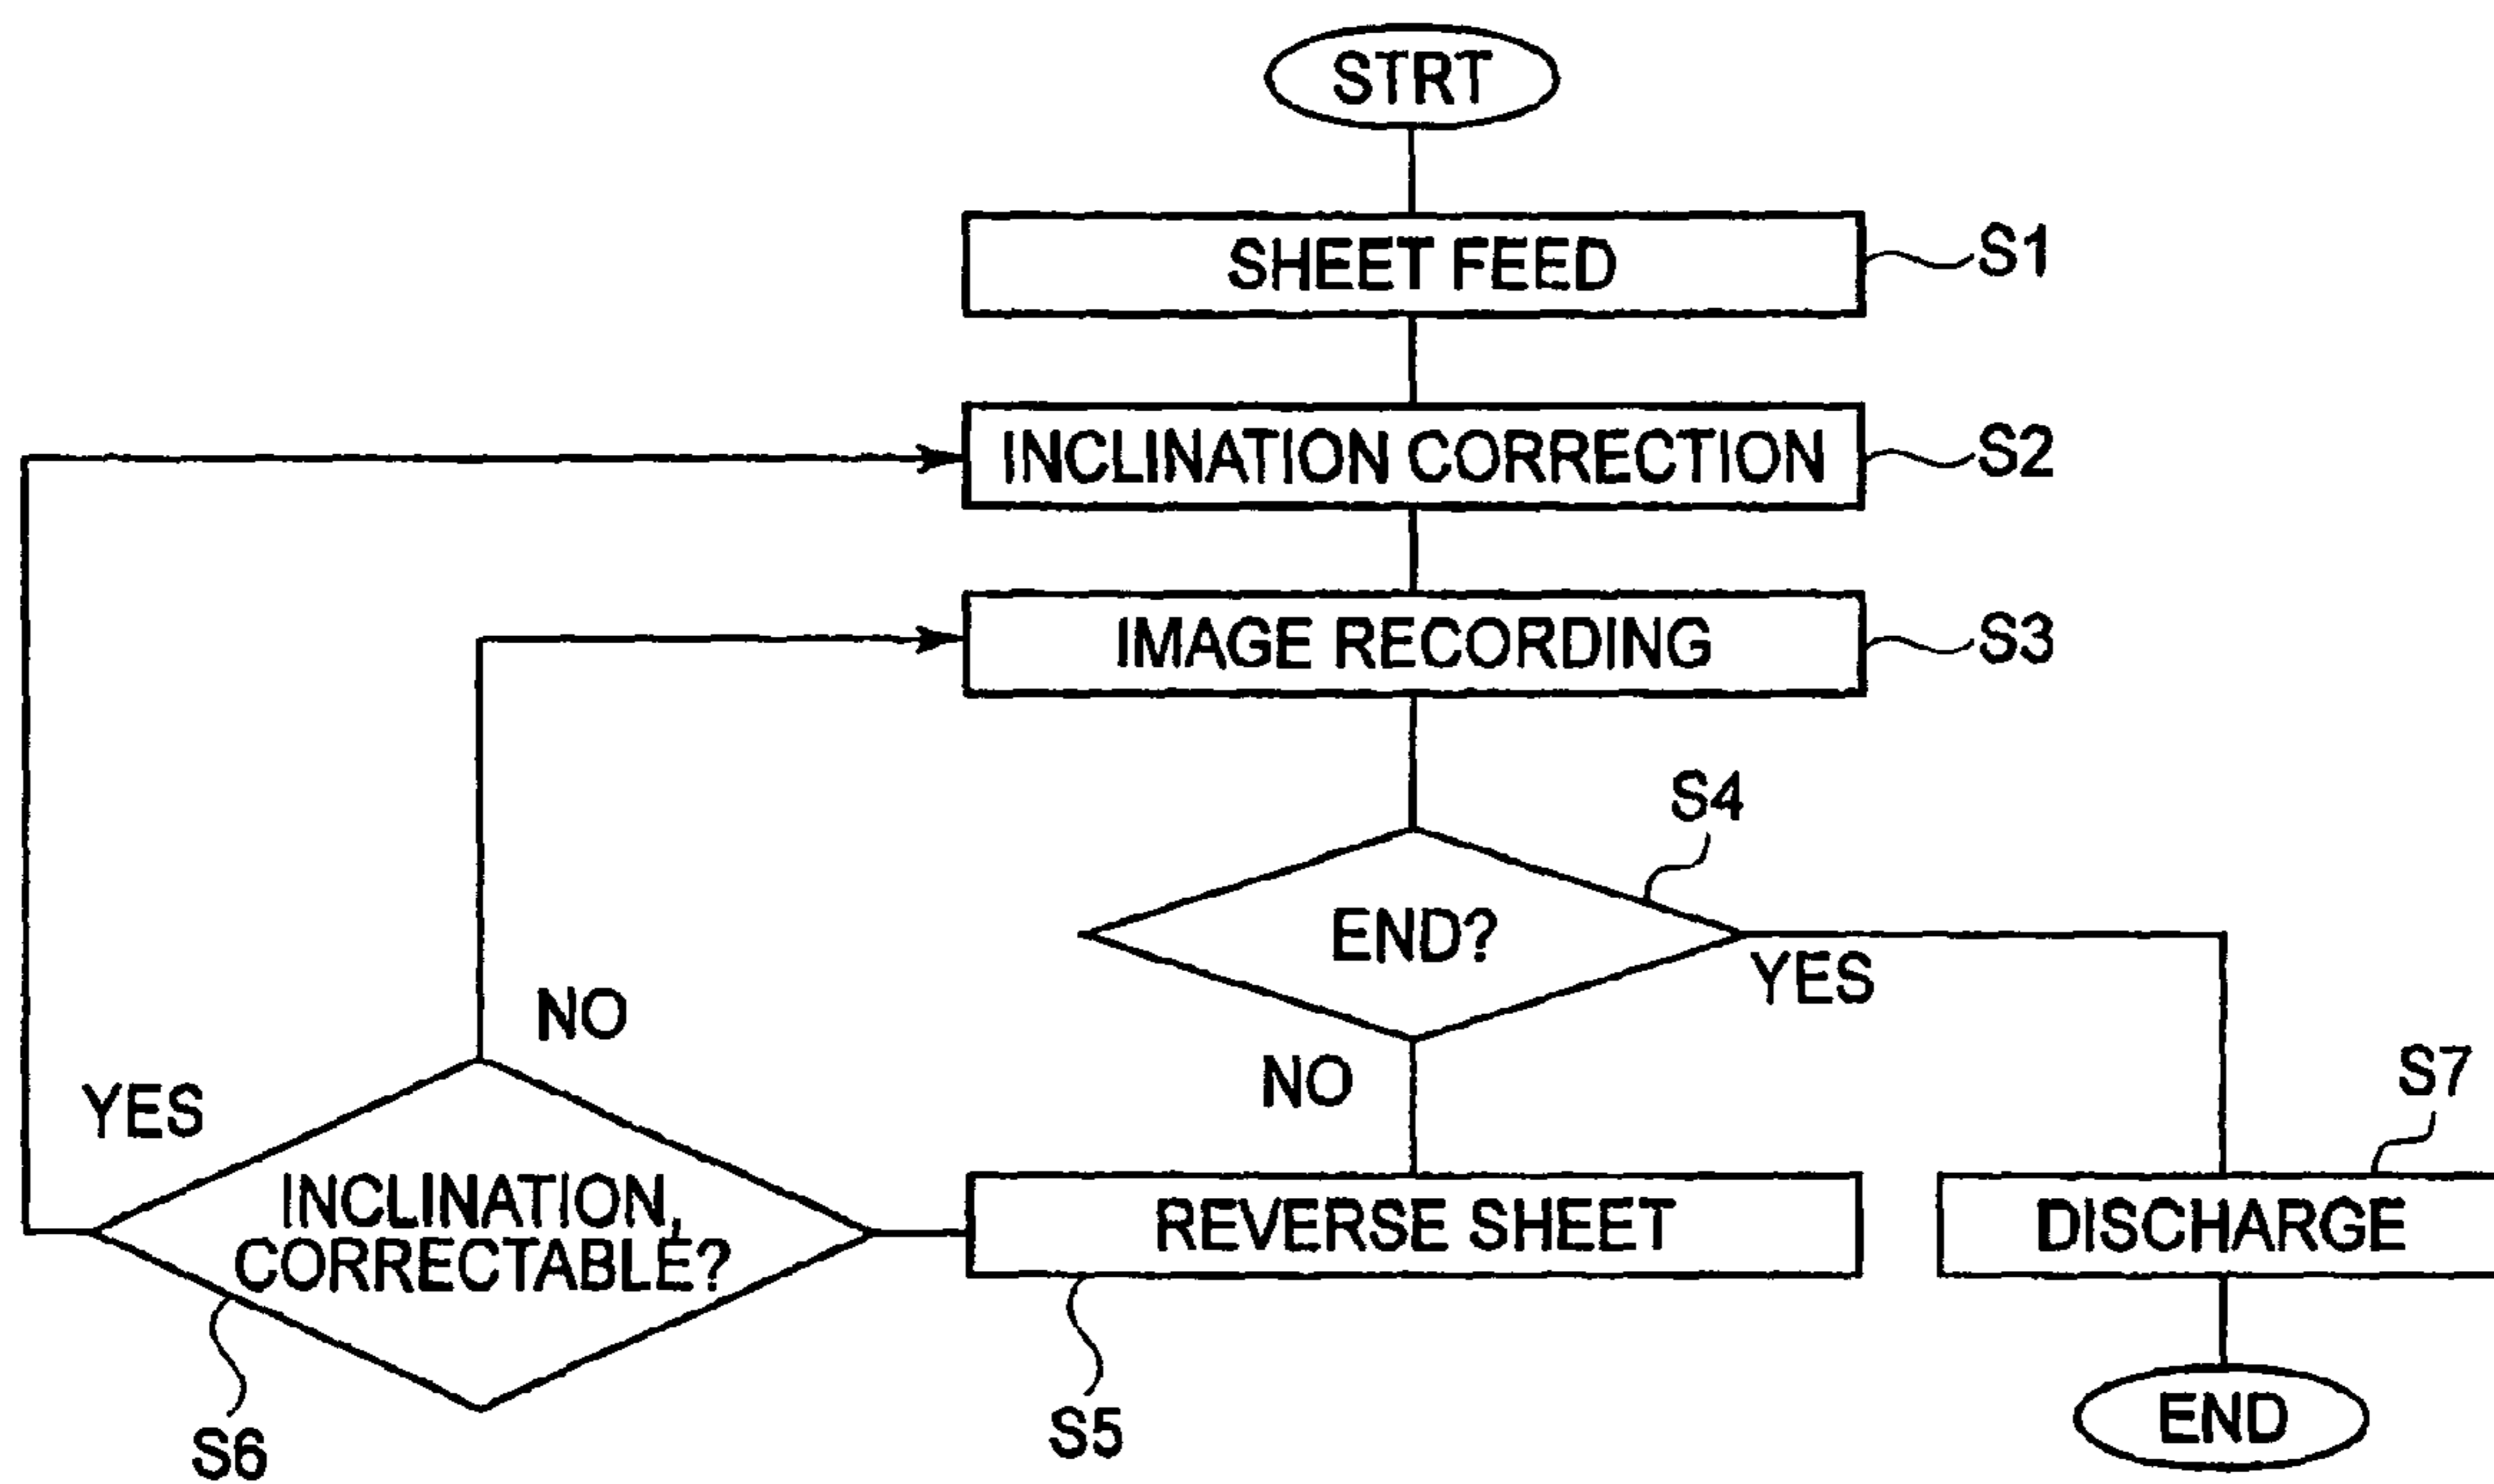 STRT
SHEET FEED
S1
INCLINATION CORRECTION
S2
IMAGE RECORDING
S3
S4
END?
YES
NO
NO
YES
S7
INCLINATION,
CORRECTABLE?
REVERSE SHEET
DISCHARGE
S6
S5
END